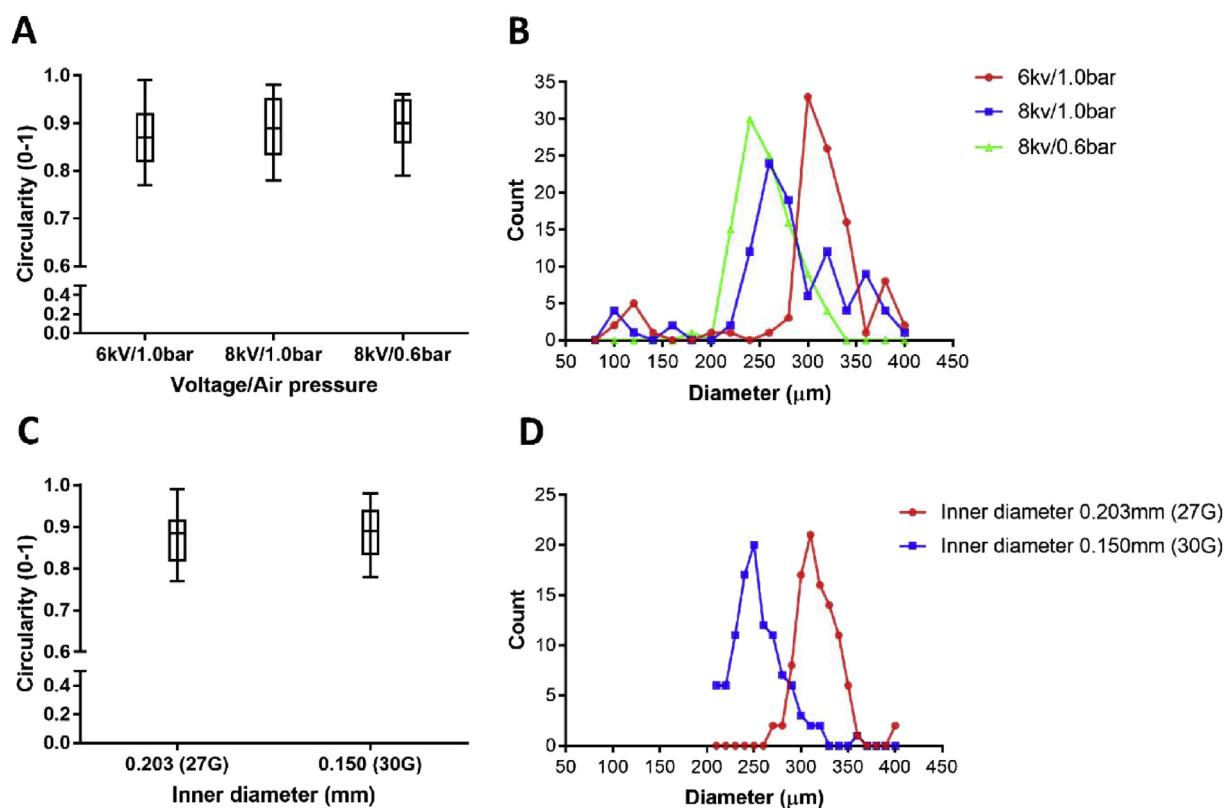 A
Circularity (0-1)
1.0
0.9
0.8
0.7
0.6
0.4
0.2
0.0
6kV/1.0bar
8kV/1.0bar
8kV/0.6bar
Voltage/Air pressure
B
Count
35
30
25
20
15
10
5
0
50
100
150
200
250
300
350
400
450
Diameter (μm)
6kv/1.0bar
8kv/1.0bar
8kv/0.6bar
C
Circularity (0-1)
1.0
0.9
0.8
0.7
0.6
0.4
0.2
0.0
0.203 (27G)
0.150 (30G)
Inner diameter (mm)
D
Count
25
20
15
10
5
0
50
100
150
200
250
300
350
400
450
Diameter (μm)
Inner diameter 0.203mm (27G)
Inner diameter 0.150mm (30G)